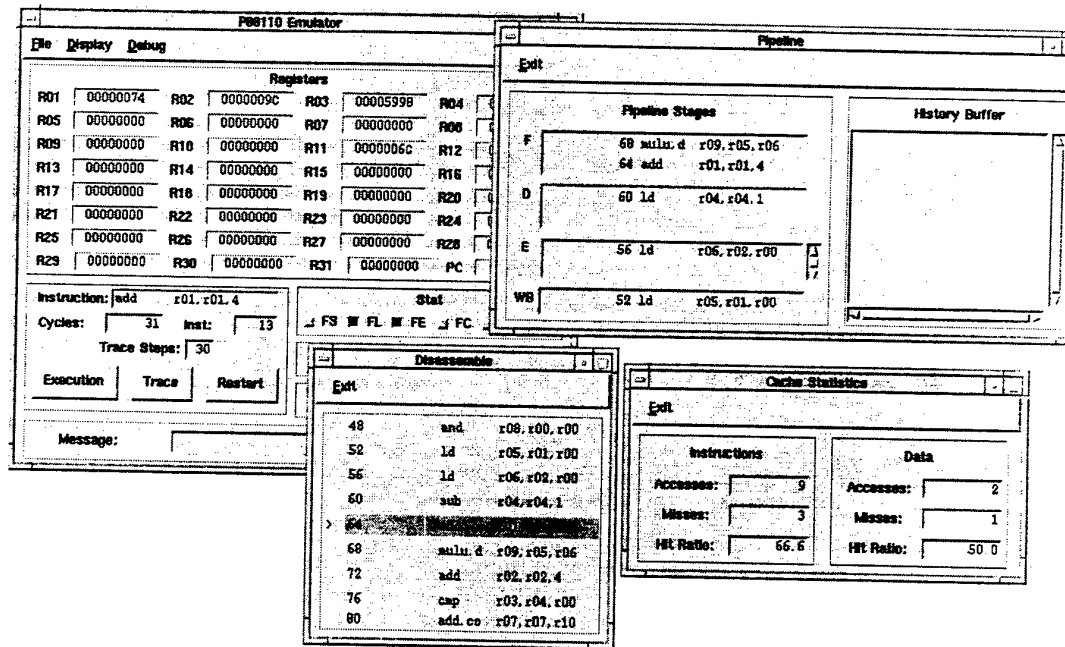 P88110 Emulator
File Display Debug
Registers
R01 00000074 R02 0000009C R03 00005998 R04
R05 00000000 R06 00000000 R07 00000000 R08
R09 00000000 R10 00000000 R11 0000006C R12
R13 00000000 R14 00000000 R15 00000000 R16
R17 00000000 R18 00000000 R19 00000000 R20
R21 00000000 R22 00000000 R23 00000000 R24
R25 00000000 R26 00000000 R27 00000000 R28
R29 00000000 R30 00000000 R31 00000000 PC
Instruction: add r01,r01,4
Cycles: 31 Inst: 13
Trace Steps: 30
Execution Trace Restart
Stat
FS FL FE FC
Message:
Pipeline
Exit
Pipeline Stages
F 68 mulu.d r09,r05,r06
64 add r01,r01,4
D 60 ld r04,r04,1
E 56 ld r06,r02,r00
WB 52 ld r05,r01,r00
History Buffer
Disassemble
Exit
48 and r08,r00,r00
52 ld r05,r01,r00
56 ld r06,r02,r00
60 sub r04,r04,1
> 64
68 mulu.d r09,r05,r06
72 add r02,r02,4
76 cmp r03,r04,r00
80 add.co r07,r07,r10
Cache Statistics
Exit
Instructions
Accesses: 9
Misses: 3
Hit Ratio: 66.6
Data
Accesses: 2
Misses: 1
Hit Ratio: 50.0